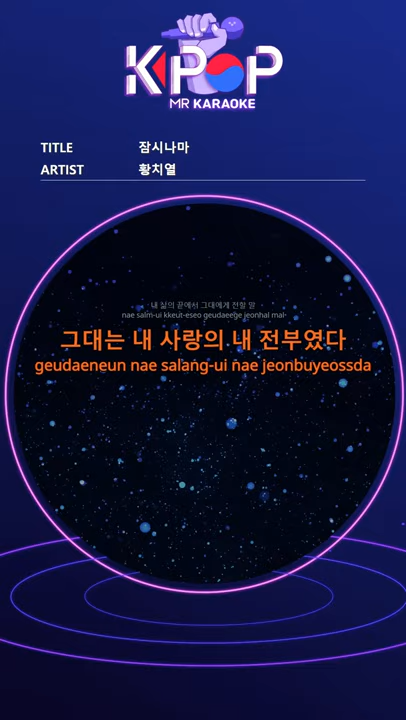 KPOP
MR KARAOKE
TITLE 잠시나마
ARTIST 황치열
내 삶의 끝에서 그대에게 전할 말
nae salm-ui kkeut-eseo geudaeege jeonhal mal
그대는 내 사랑의 내 전부였다
geudaeneun nae salang-ui nae jeonbuyeossda